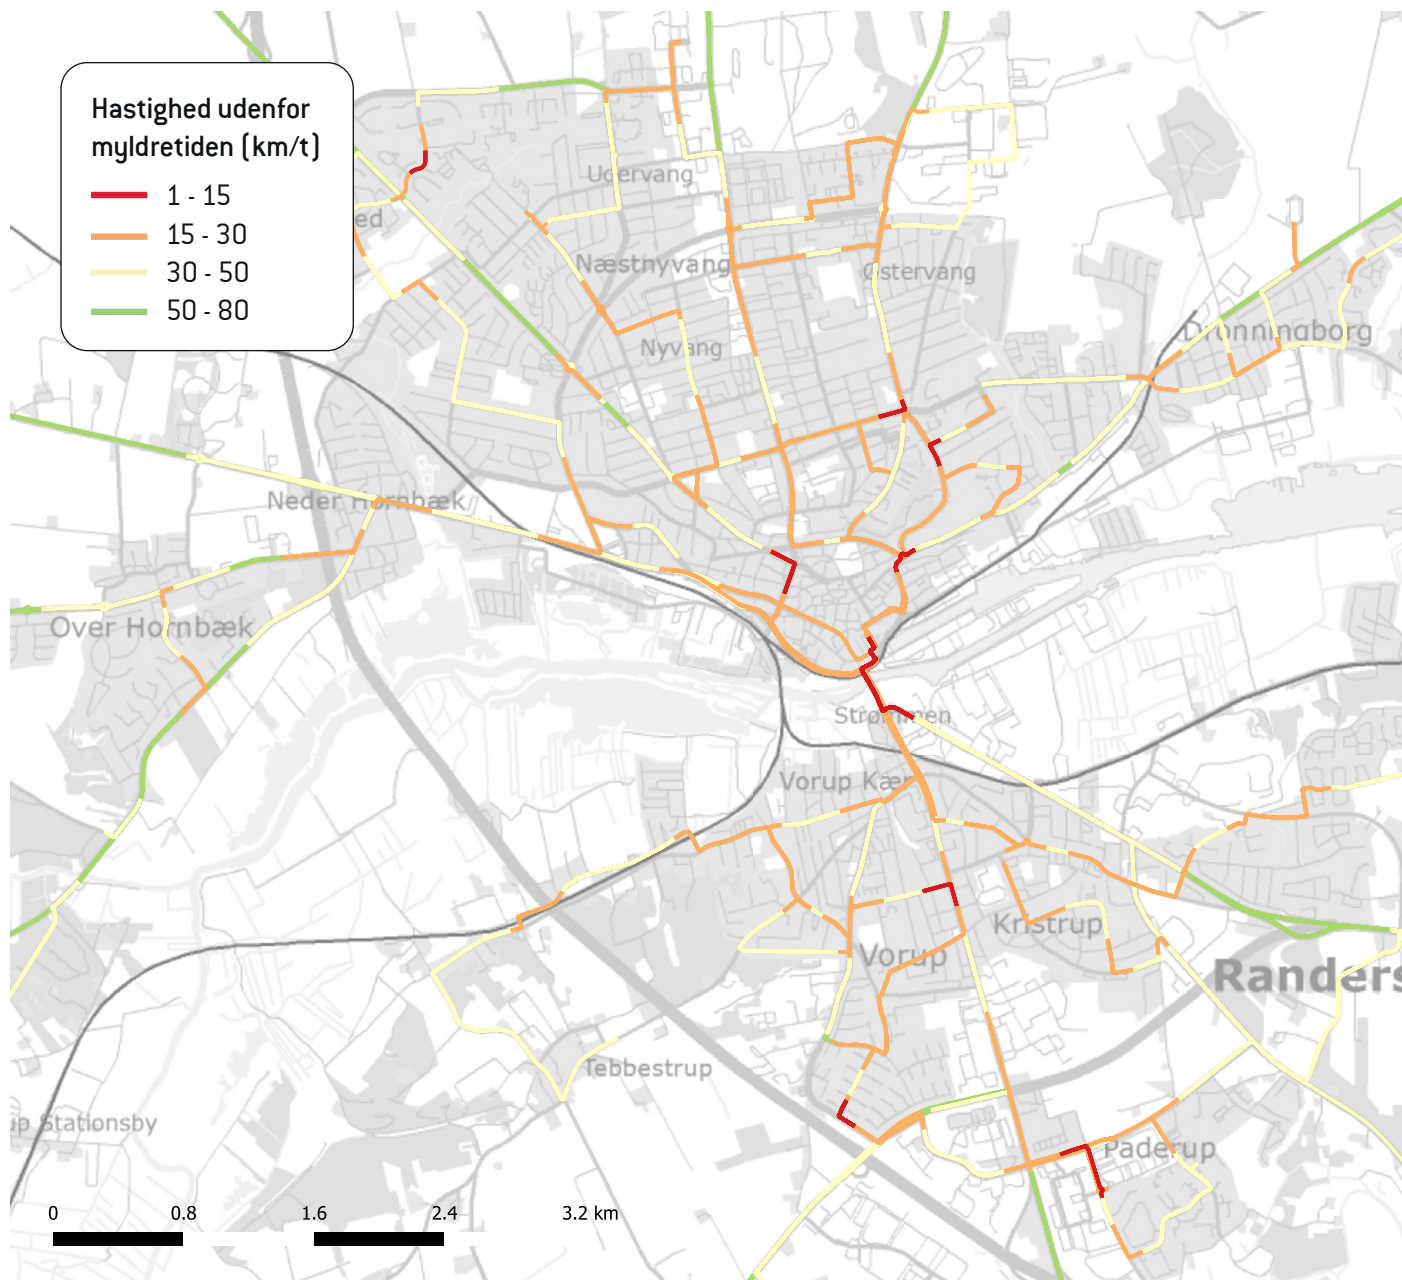 Hastighed udenfor
myldretiden (km/t)
1 - 15
15 - 30
30 - 50
50 - 80
Udervang
ed
Næstnyvang
Østervang
Dronningborg
Nyvang
Neder Hornbæk
Over Hornbæk
Strømmen
Vorup Kær
Kristrup
Vorup
Randers
Tebbestrup
up Stationsby
Paderup
0 0.8 1.6 2.4 3.2 km